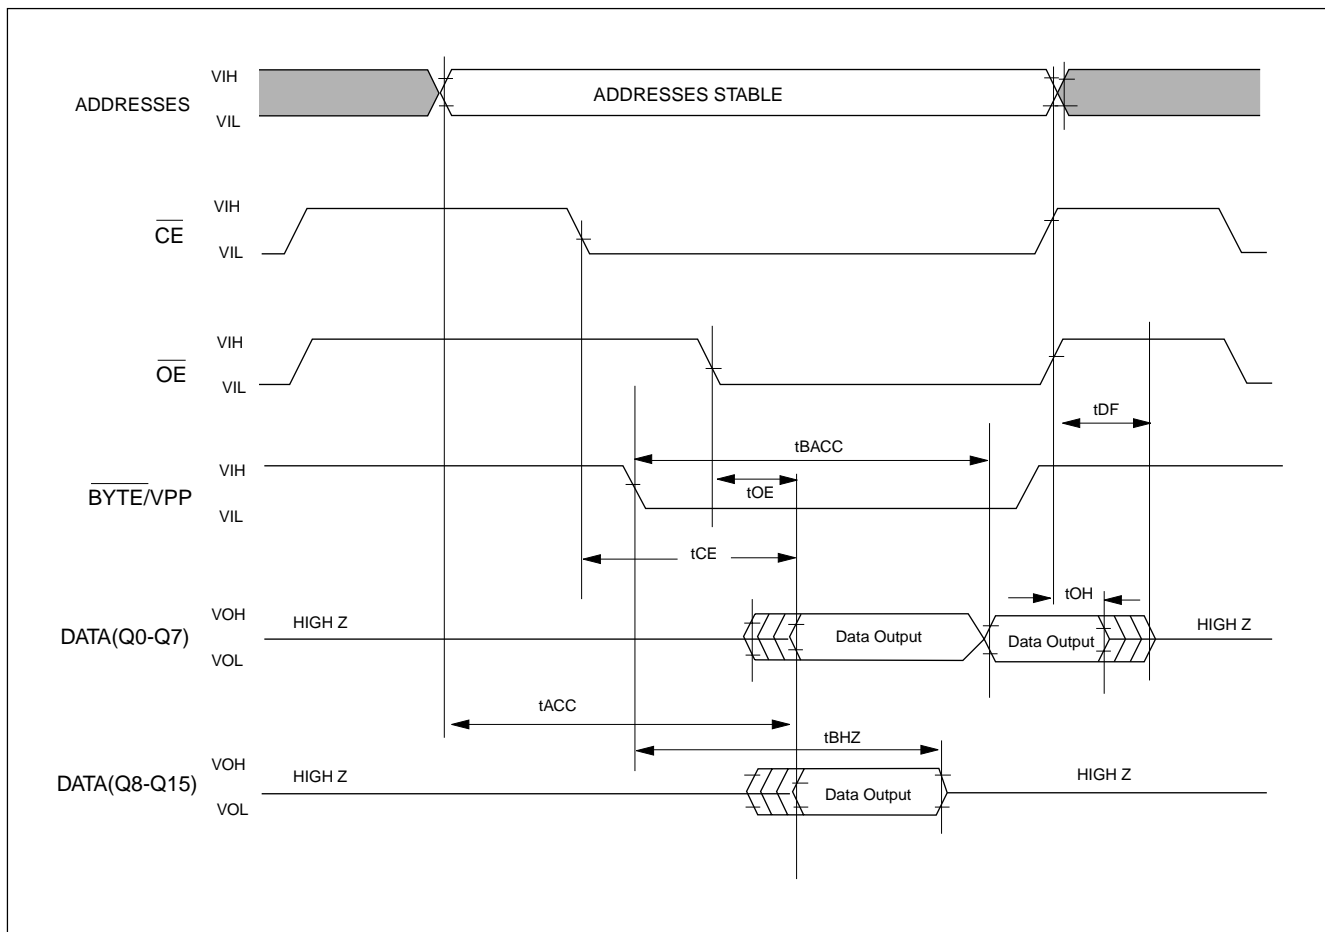 VIH
ADDRESSES
ADDRESSES STABLE
VIL
VIH
CE
VIL
VIH
OE
VIL
tDF
tBACC
VIH
tOE
BYTE/VPP
VIL
tCE
tOH
VOH
HIGH Z
DATA(Q0-Q7)
Data Output
Data Output
HIGH Z
VOL
tACC
tBHZ
VOH
HIGH Z
HIGH Z
DATA(Q8-Q15)
Data Output
VOL